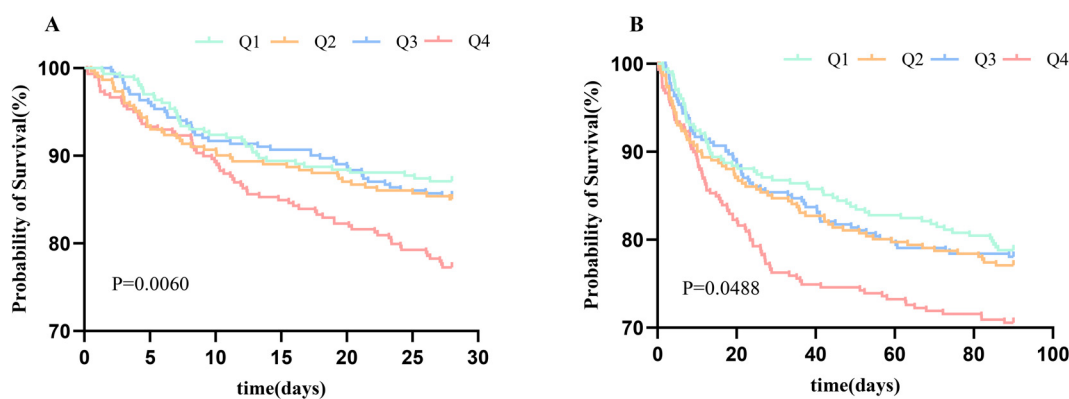 A
Q1 Q2 Q3 Q4
100
90
80
70
Probability of Survival(%)
P=0.0060
0 5 10 15 20 25 30
time(days)
B
Q1 Q2 Q3 Q4
100
90
80
70
Probability of Survival(%)
P=0.0488
0 20 40 60 80 100
time(days)